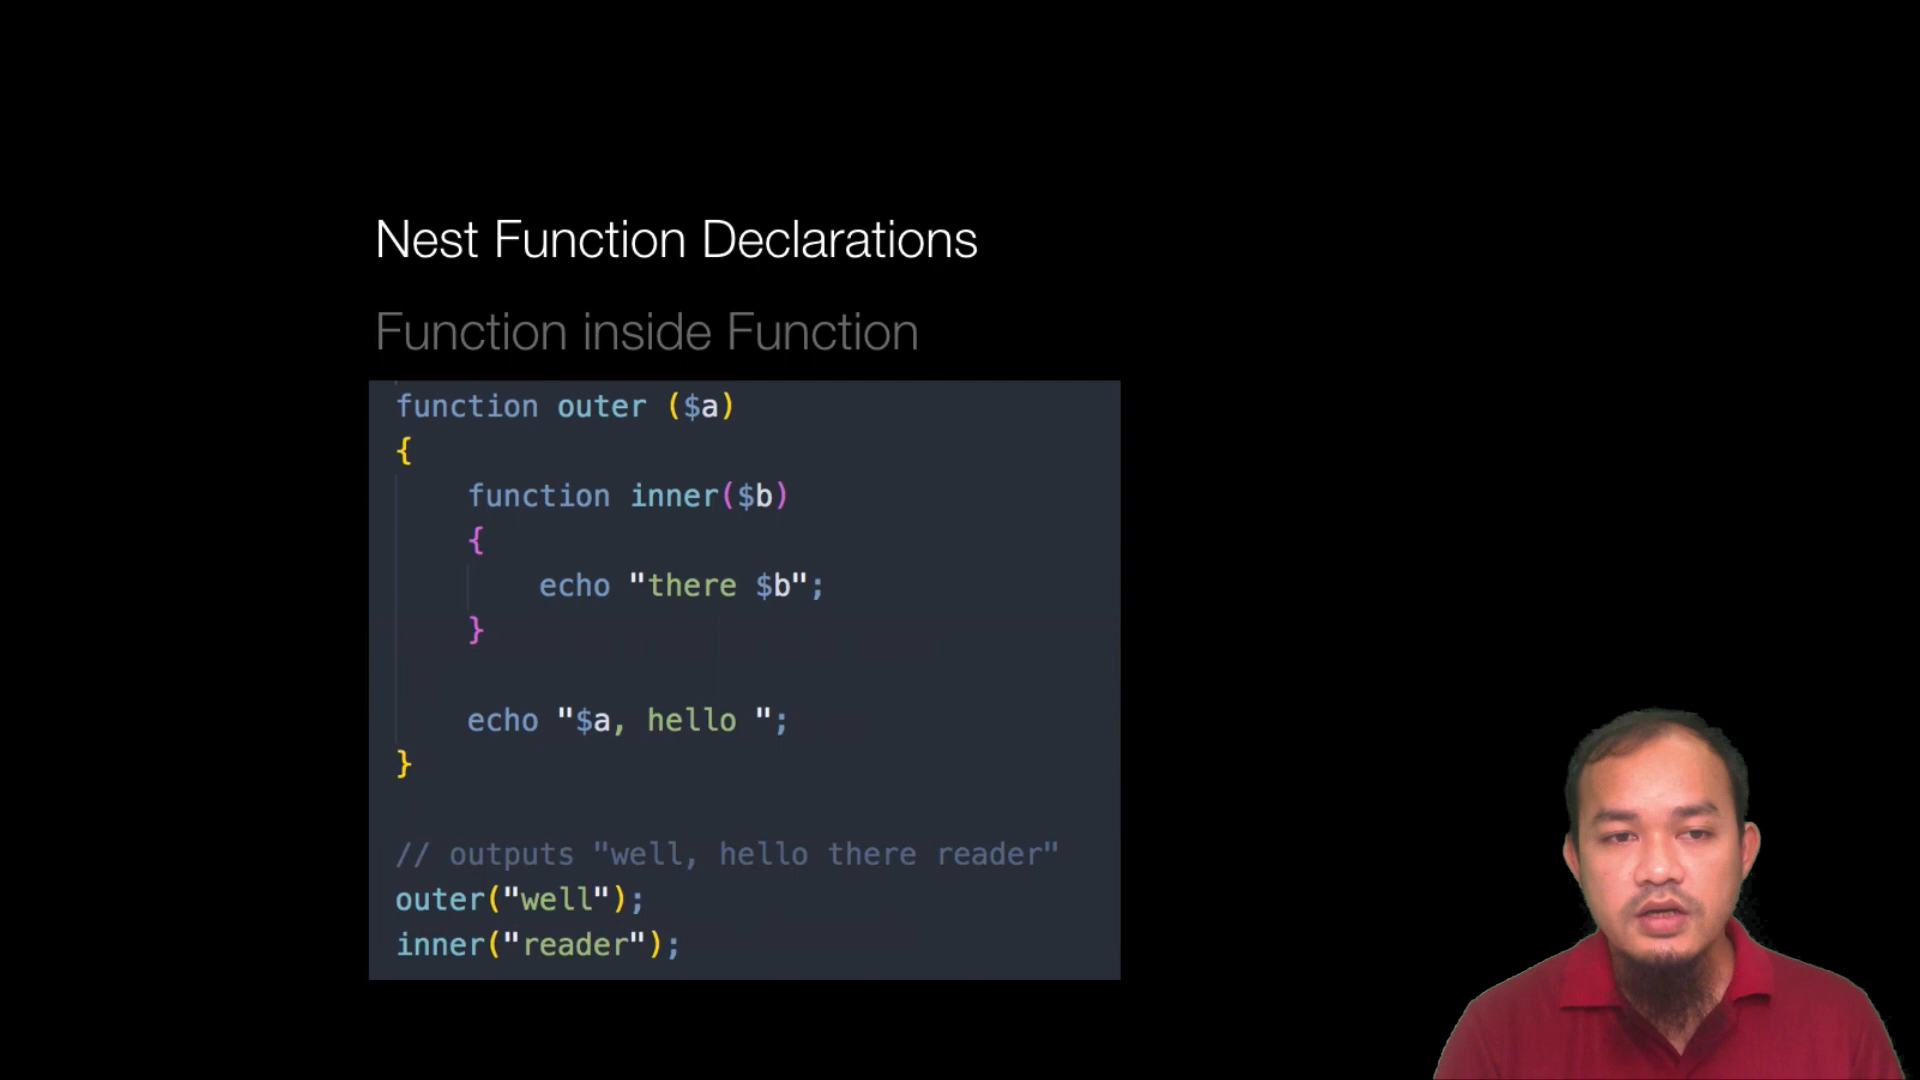 Nest Function Declarations
Function inside Function
function outer ($a)
{
    function inner($b)
    {
        echo "there $b";
    }

    echo "$a, hello ";
}

// outputs "well, hello there reader"
outer("well");
inner("reader");